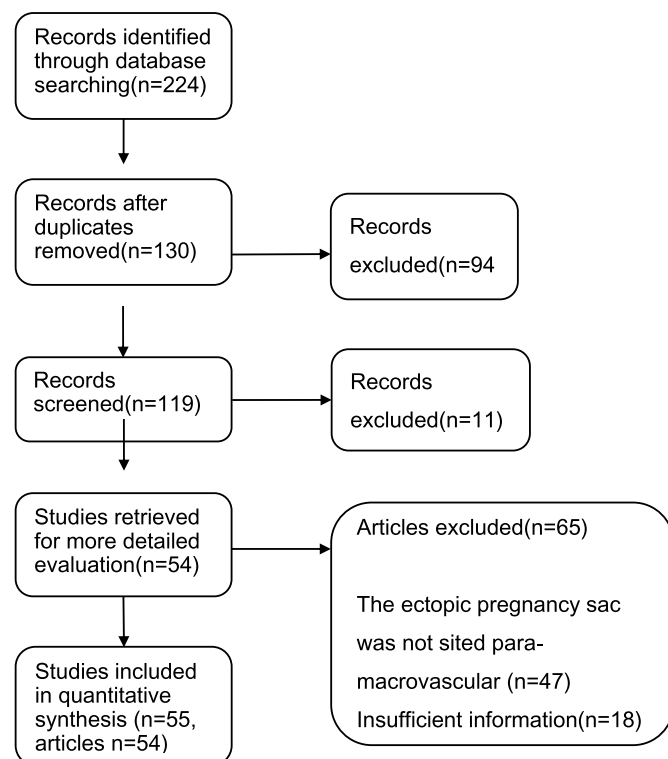 Records identified
through database
searching(n=224)
Records after
duplicates
removed(n=130)
Records
excluded(n=94
Records
screened(n=119)
Records
excluded(n=11)
Studies retrieved
for more detailed
evaluation(n=54)
Articles excluded(n=65)
The ectopic pregnancy sac
was not sited para-
macrovascular (n=47)
Insufficient information(n=18)
Studies included
in quantitative
synthesis (n=55,
articles n=54)